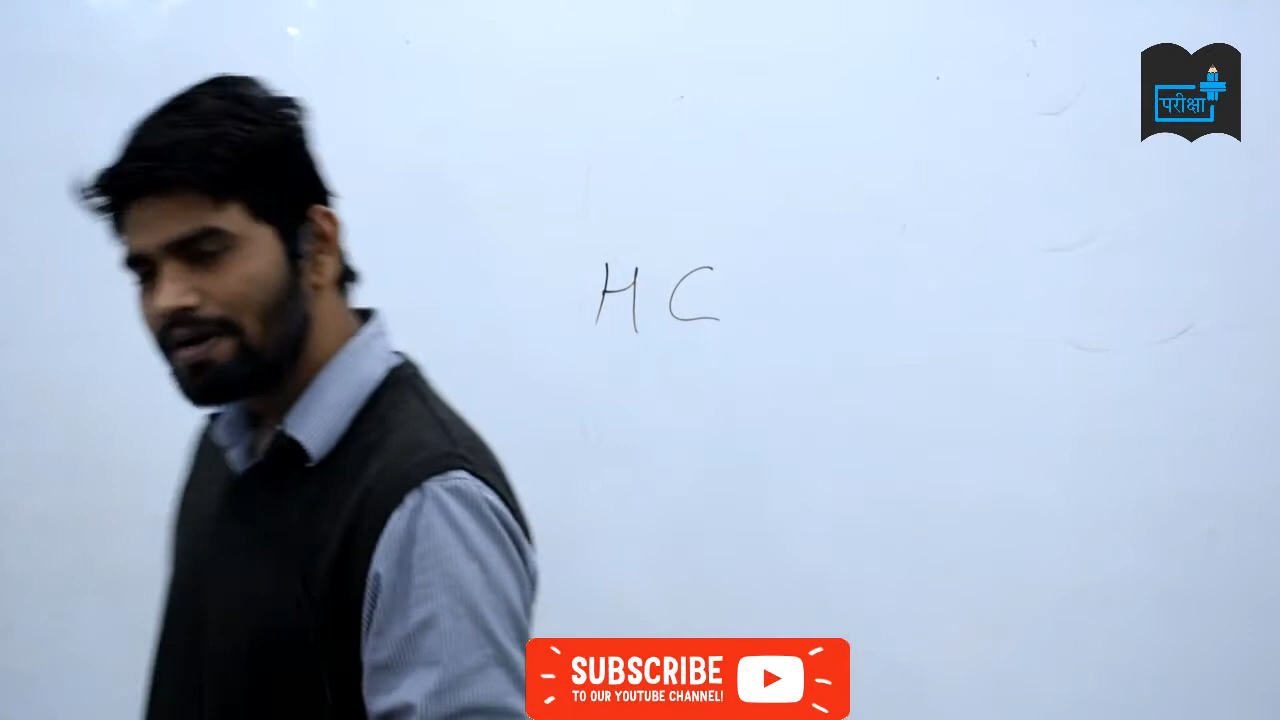 परीक्षा
H C
SUBSCRIBE
TO OUR YOUTUBE CHANNEL!